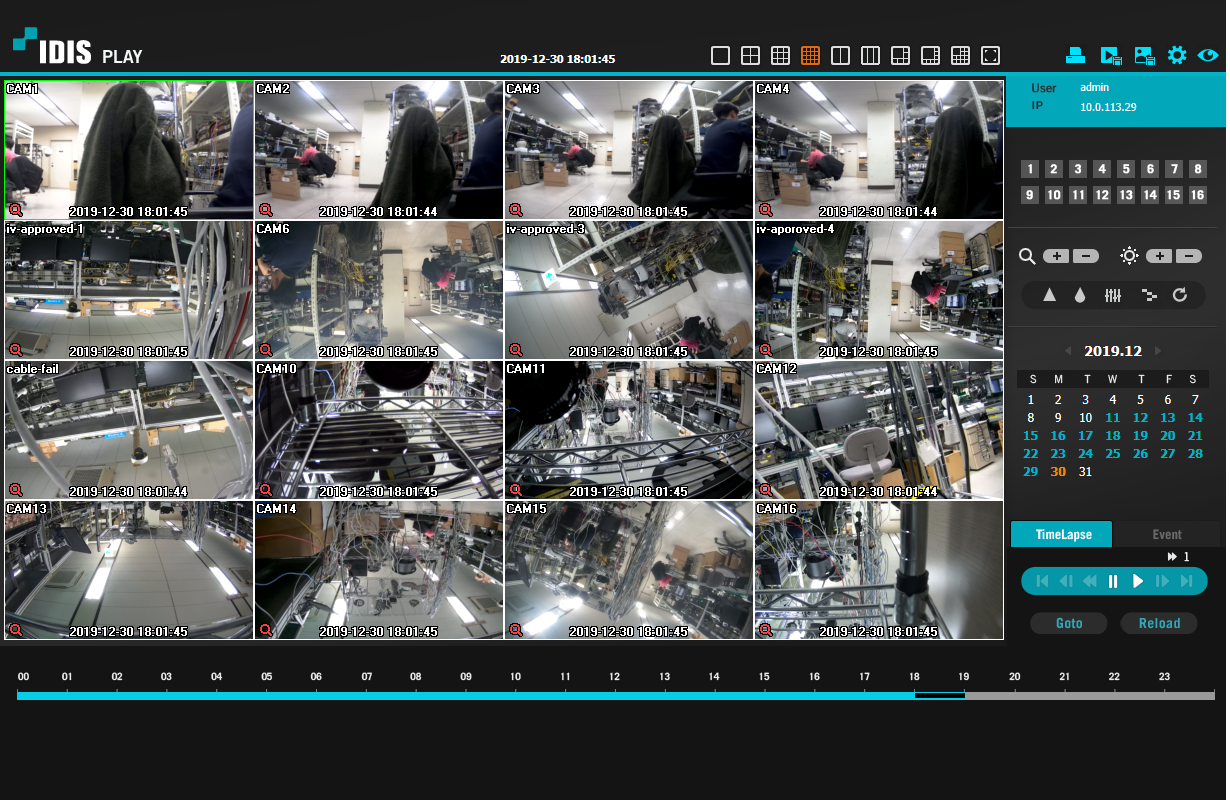 IDIS PLAY
2019-12-30 18:01:45
User admin
IP 10.0.113.29
CAM1
CAM2
CAM3
CAM4
2019-12-30 18:01:45
2019-12-30 18:01:44
2019-12-30 18:01:45
2019-12-30 18:01:44
1 2 3 4 5 6 7 8
9 10 11 12 13 14 15 16
iv-approved-1
CAM6
iv-approved-3
iv-aporoved-4
2019-12-30 18:01:45
2019-12-30 18:01:45
2019-12-30 18:01:45
2019-12-30 18:01:45
2019.12
S M T W T F S
1 2 3 4 5 6 7
8 9 10 11 12 13 14
15 16 17 18 19 20 21
22 23 24 25 26 27 28
29 30 31
cable-fail
CAM10
CAM11
CAM12
2019-12-30 18:01:44
2019-12-30 18:01:45
2019-12-30 18:01:45
2019-12-30 18:01:44
CAM13
CAM14
CAM15
CAM16
2019-12-30 18:01:45
2019-12-30 18:01:45
2019-12-30 18:01:45
2019-12-30 18:01:45
TimeLapse Event
1
Goto Reload
00 01 02 03 04 05 06 07 08 09 10 11 12 13 14 15 16 17 18 19 20 21 22 23